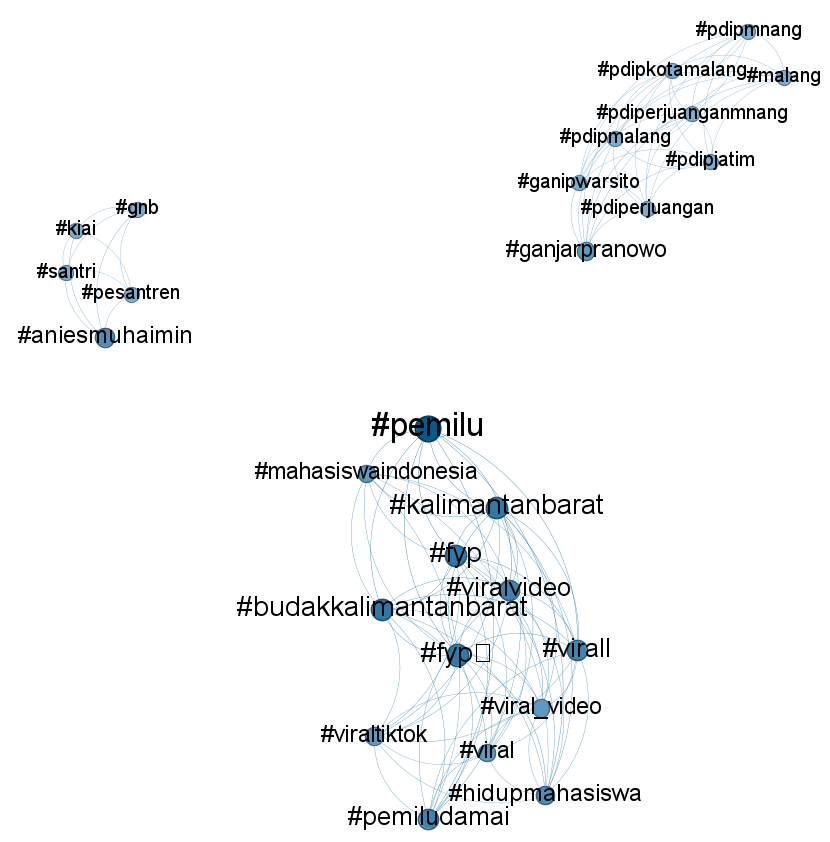 #pdipmnang
#pdipkotamalang
#malang
#pdiperjuanganmnang
#pdipmalang
#pdipjatim
#ganipwarsito
#pdiperjuangan
#ganjarpranowo
#gnb
#kiai
#santri
#pesantren
#aniesmuhaimin
#pemilu
#mahasiswaindonesia
#kalimantanbarat
#fyp
#viralvideo
#budakkalimantanbarat
#fyp□
#virall
#viral_video
#viraltiktok
#viral
#hidupmahasiswa
#pemiludamai